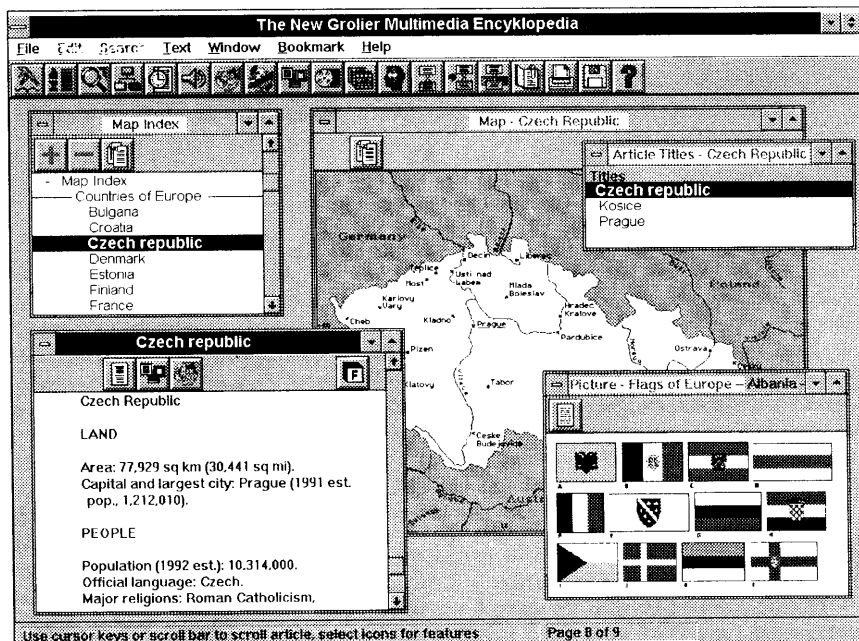 The New Grolier Multimedia Encyklopedia
File Edit Search Text Window Bookmark Help
Map Index
- Map Index
Countries of Europe
Bulgaria
Croatia
Czech republic
Denmark
Estonia
Finland
France
Map - Czech Republic
Germany
Poland
Decin
Liberec
Teplice
Usti nad
Labem
Most
Mlada
Boleslav
Karlovy
Vary
Hradec
Kralove
Cheb
Kladno
Prague
Pardubice
Plzen
Ostrava
Klatovy
Tabor
Vltava
Ceske
Budejovice
Article Titles - Czech Republic
Titles
Czech republic
Kosice
Prague
Czech republic
F
Czech Republic
LAND
Area: 77,929 sq km (30,441 sq mi).
Capital and largest city: Prague (1991 est.
pop., 1,212,010).
PEOPLE
Population (1992 est.): 10.314.000.
Official language: Czech.
Major religions: Roman Catholicism,
Picture - Flags of Europe – Albania -
Use cursor keys or scroll bar to scroll article, select icons for features
Page 8 of 9